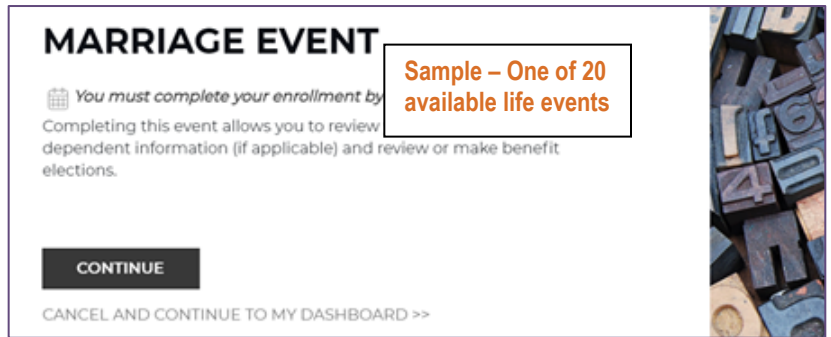 MARRIAGE EVENT
Sample – One of 20
available life events
You must complete your enrollment by
Completing this event allows you to review
dependent information (if applicable) and review or make benefit
elections.
CONTINUE
CANCEL AND CONTINUE TO MY DASHBOARD >>